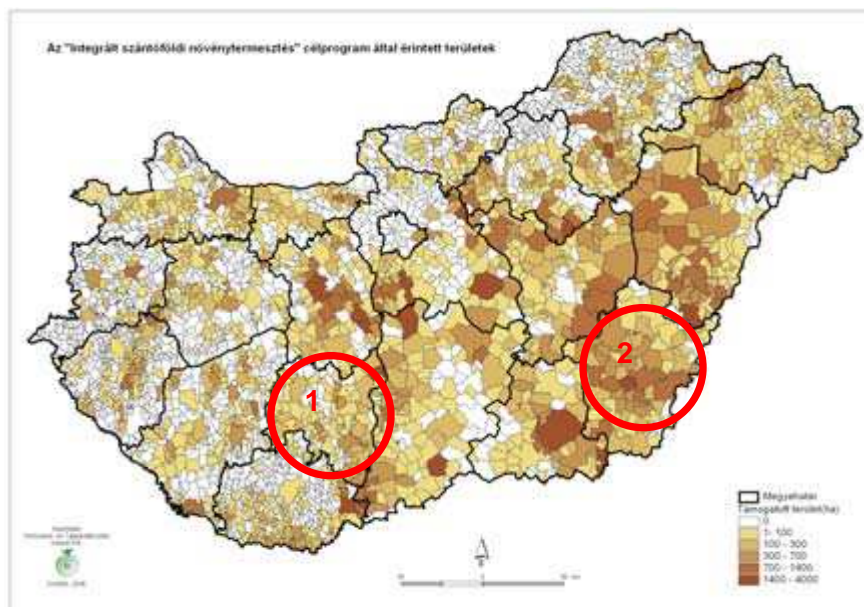 Az "Integrált szántóföldi növénytermesztés" célprogram által érintett területek
1
2
Megyehatár
Támogatott terület(ha)
0
1- 100
100 - 300
300 - 700
700 - 1400
1400 - 4000